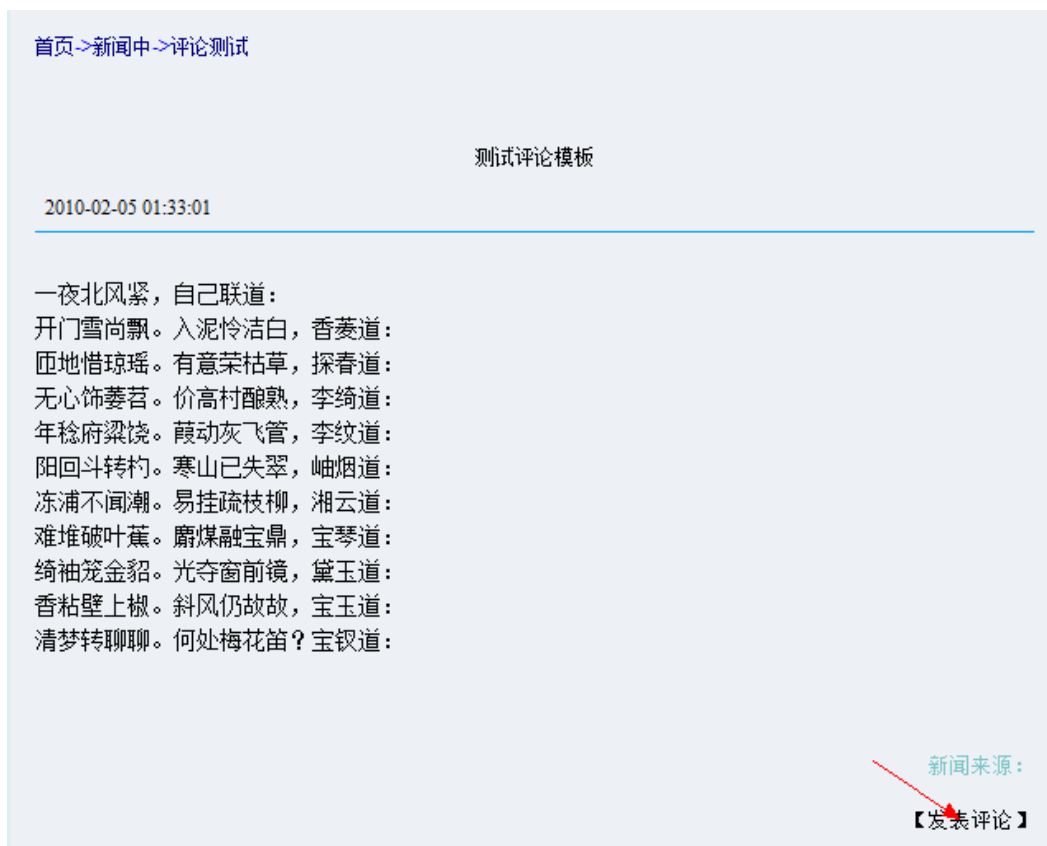 首页->新闻中->评论测试
测试评论模板
2010-02-05 01:33:01
一夜北风紧，自己联道：
开门雪尚飘。入泥怜洁白，香菱道：
匝地惜琼瑶。有意荣枯草，探春道：
无心饰萎苕。价高村酿熟，李绮道：
年稔府粱饶。葭动灰飞管，李纹道：
阳回斗转杓。寒山已失翠，岫烟道：
冻浦不闻潮。易挂疏枝柳，湘云道：
难堆破叶蕉。麝煤融宝鼎，宝琴道：
绮袖笼金貂。光夺窗前镜，黛玉道：
香粘壁上椒。斜风仍故故，宝玉道：
清梦转聊聊。何处梅花笛？宝钗道：
新闻来源：
【发表评论】